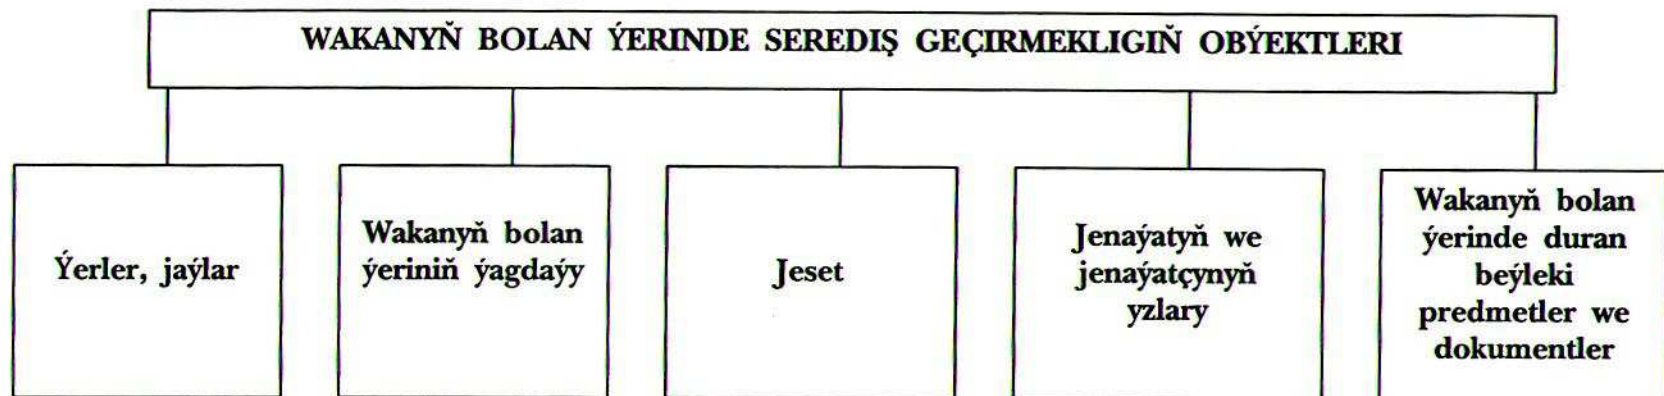 WAKANYŇ BOLAN ÝERINDE SEREDIŞ GEÇIRMEKLIGIŇ OBÝEKTLERI
Ýerler, jaýlar
Wakanyň bolan
ýeriniň ýagdaýy
Jeset
Jenaýatyň we
jenaýatçynyň
yzlary
Wakanyň bolan
ýerinde duran
beýleki
predmetler we
dokumentler